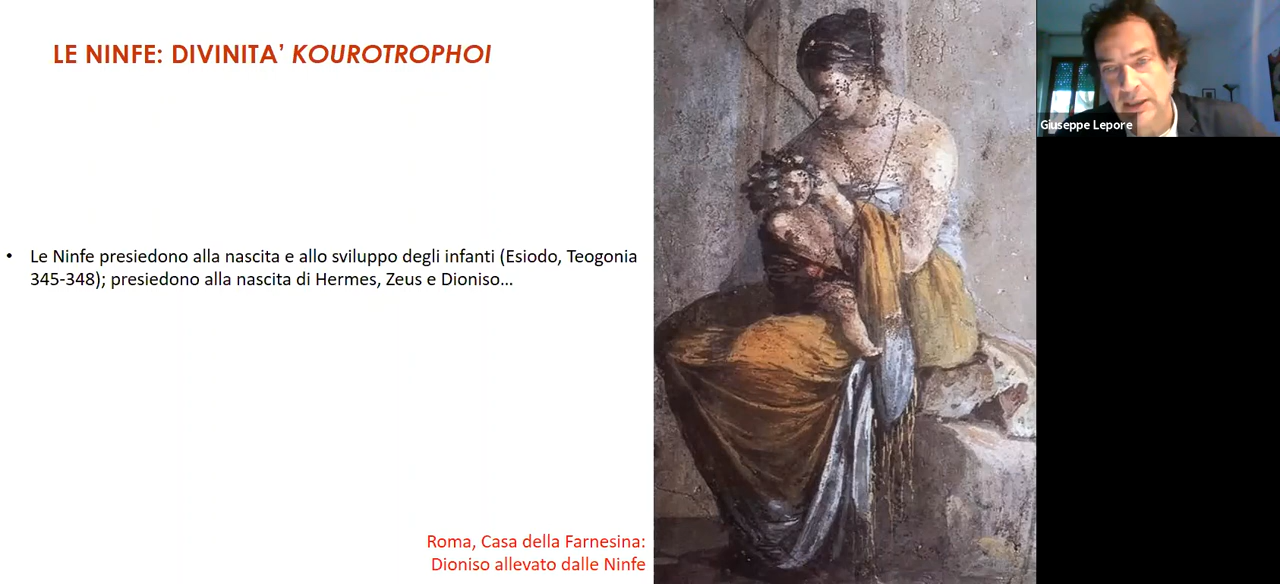 LE NINFE: DIVINITA’ KOUROTROPHOI
• Le Ninfe presiedono alla nascita e allo sviluppo degli infanti (Esiodo, Teogonia
345-348); presiedono alla nascita di Hermes, Zeus e Dioniso...
Roma, Casa della Farnesina:
Dioniso allevato dalle Ninfe
Giuseppe Lepore